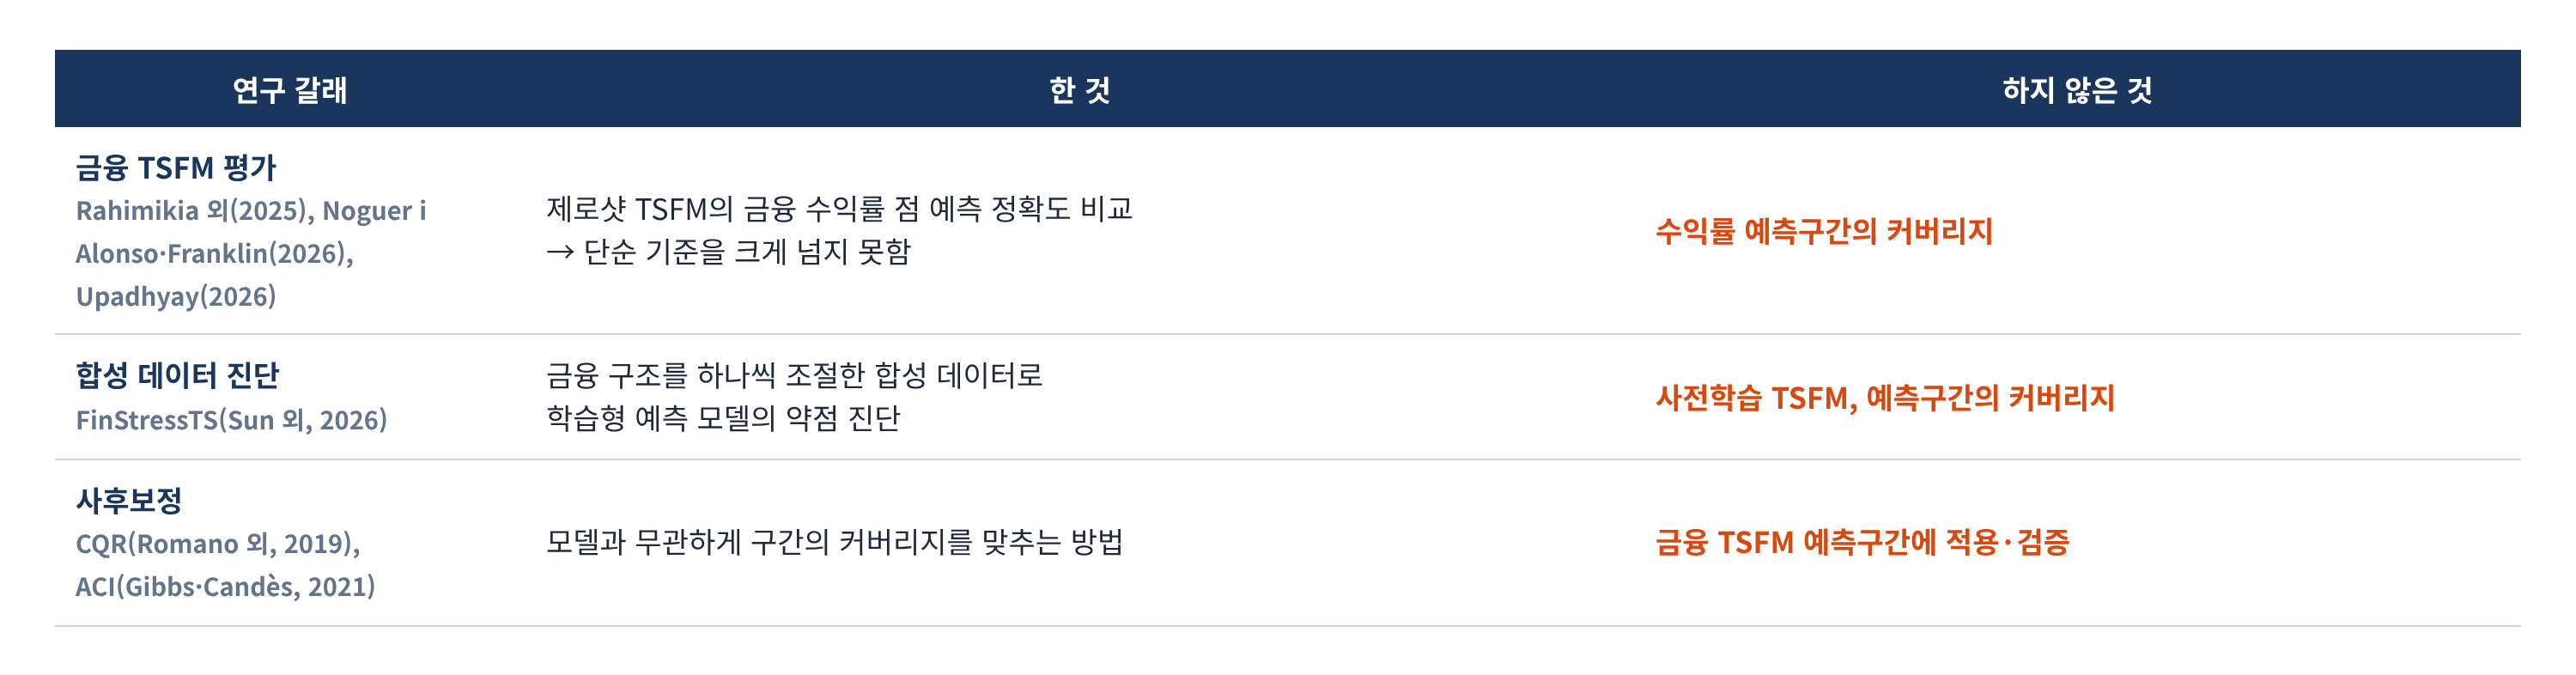 연구 갈래
한 것
하지 않은 것
금융 TSFM 평가
Rahimikia 외(2025), Noguer i
Alonso·Franklin(2026),
Upadhyay(2026)
제로샷 TSFM의 금융 수익률 점 예측 정확도 비교
→ 단순 기준을 크게 넘지 못함
수익률 예측구간의 커버리지
합성 데이터 진단
FinStressTS(Sun 외, 2026)
금융 구조를 하나씩 조절한 합성 데이터로
학습형 예측 모델의 약점 진단
사전학습 TSFM, 예측구간의 커버리지
사후보정
CQR(Romano 외, 2019),
ACI(Gibbs·Candès, 2021)
모델과 무관하게 구간의 커버리지를 맞추는 방법
금융 TSFM 예측구간에 적용·검증